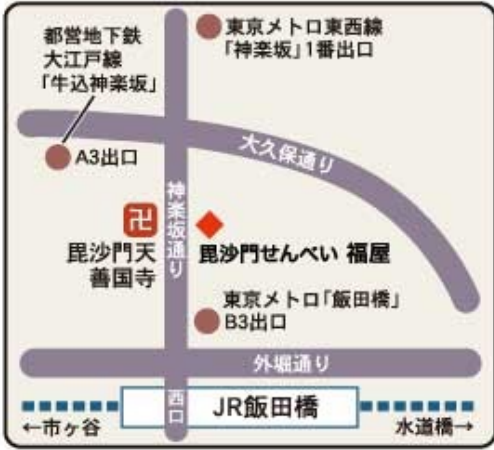 都営地下鉄
大江戸線
「牛込神楽坂」
東京メトロ東西線
「神楽坂」1番出口
A3出口
大久保通り
神楽坂通り
卍
毘沙門天
善国寺
毘沙門せんべい 福屋
東京メトロ「飯田橋」
B3出口
外堀通り
西口
JR飯田橋
←市ヶ谷
水道橋→